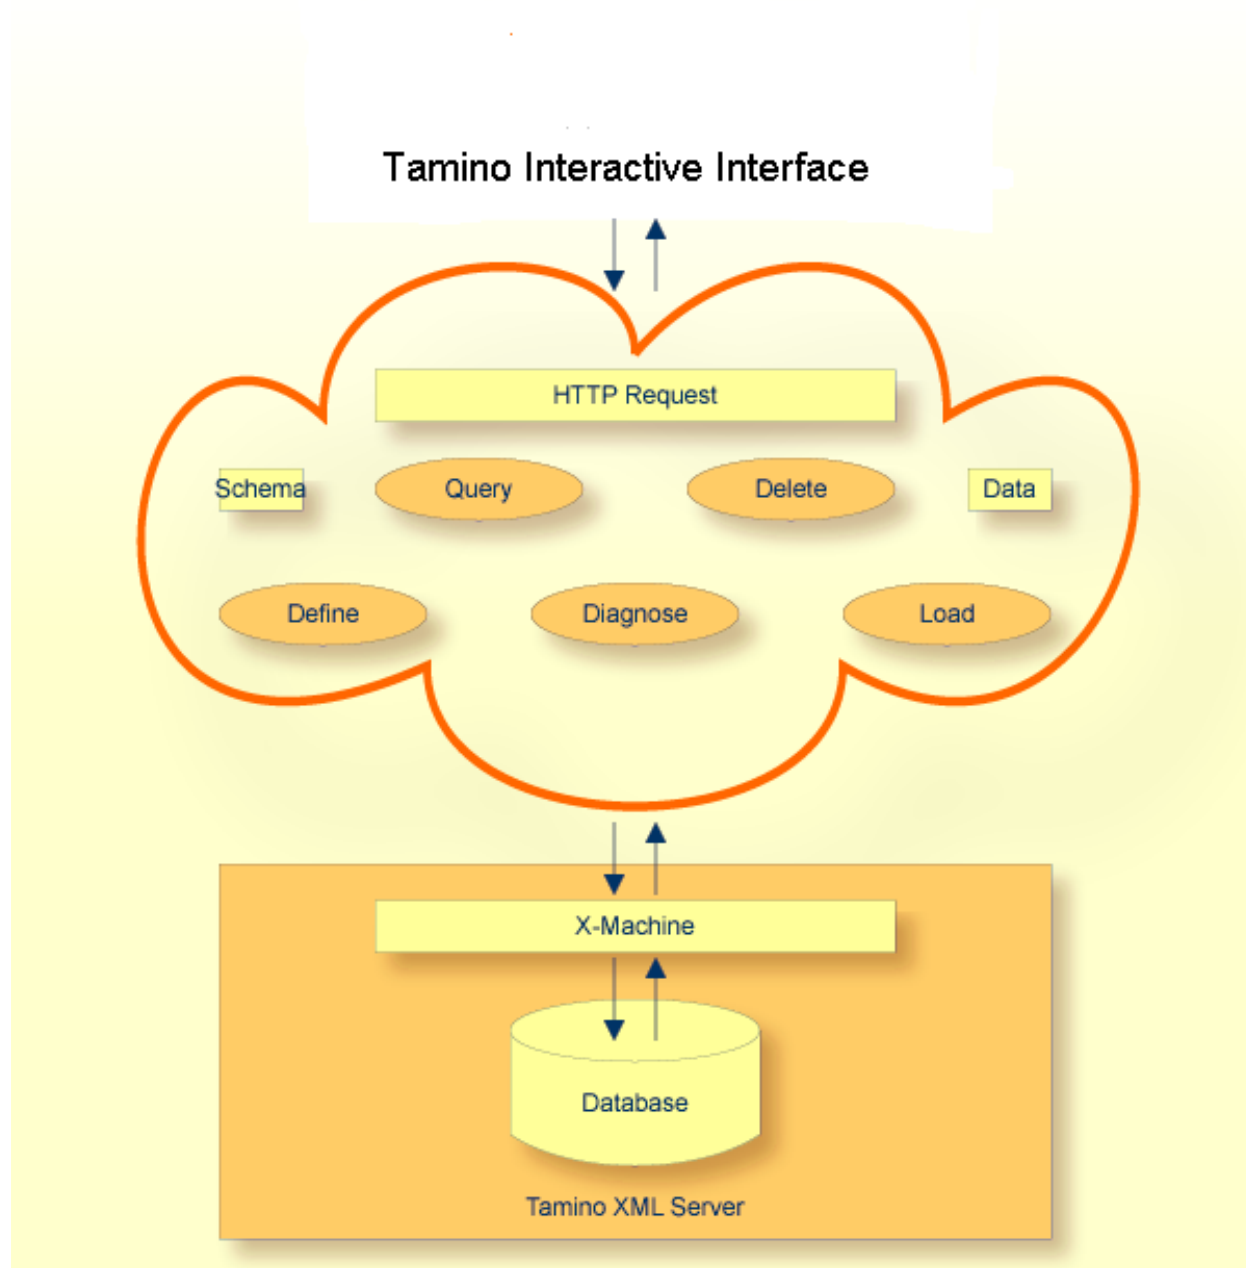 Tamino Interactive Interface
HTTP Request
Schema
Query
Delete
Data
Define
Diagnose
Load
X-Machine
Database
Tamino XML Server